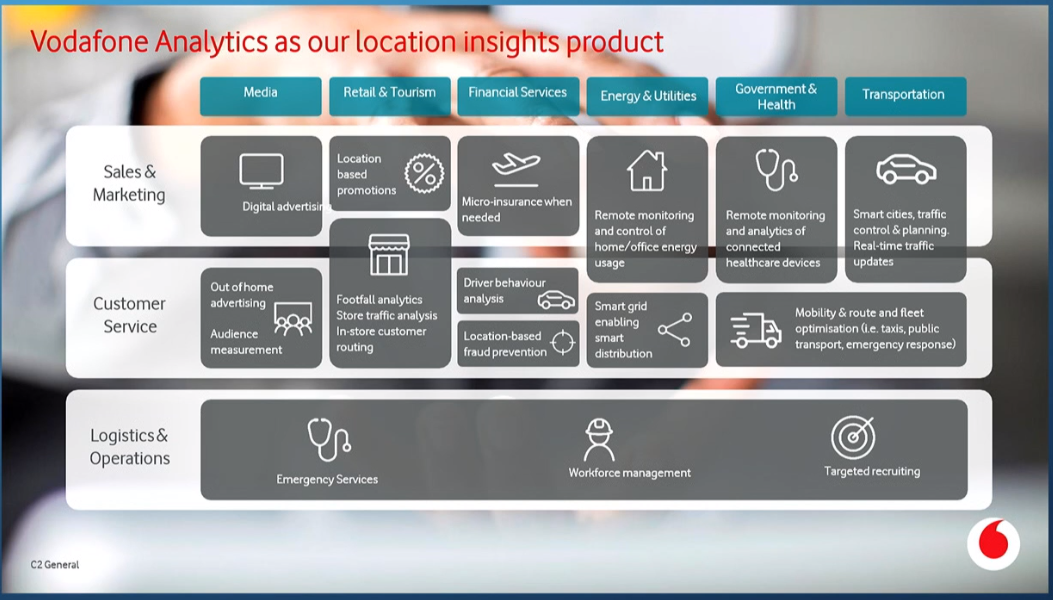 Vodafone Analytics as our location insights product
Media
Retail & Tourism
Financial Services
Energy & Utilities
Government &
Health
Transportation
Sales &
Marketing
Digital advertising
Location
based
promotions
Micro-insurance when
needed
Remote monitoring
and control of
home/office energy
usage
Remote monitoring
and analytics of
connected
healthcare devices
Smart cities, traffic
control & planning.
Real-time traffic
updates
Customer
Service
Out of home
advertising
Audience
measurement
Footfall analytics
Store traffic analysis
In-store customer
routing
Driver behaviour
analysis
Location-based
fraud prevention
Smart grid
enabling
smart
distribution
Mobility & route and fleet
optimisation (i.e. taxis, public
transport, emergency response)
Logistics &
Operations
Emergency Services
Workforce management
Targeted recruiting
C2 General